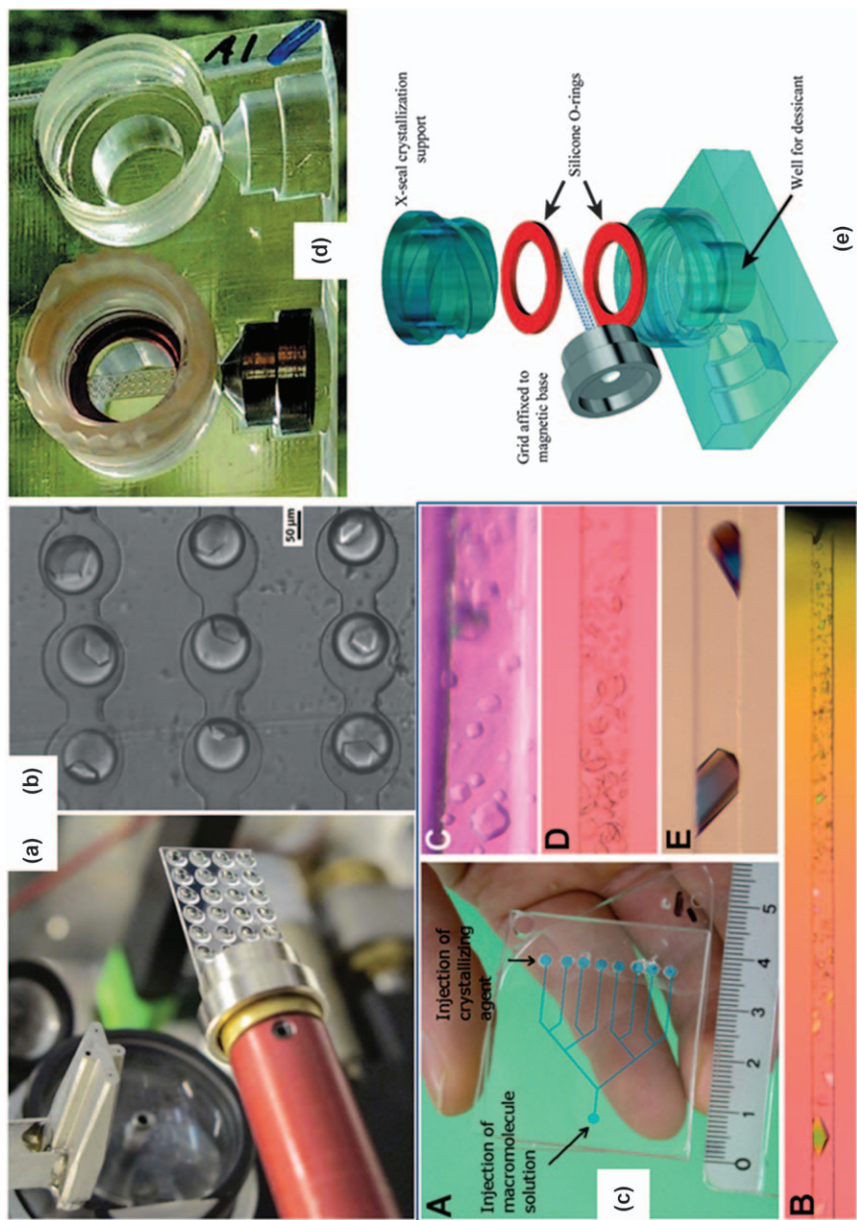 (a)
(b)
50 µm
A1
(d)
X-seal crystallization
support
Silicone O-rings
Grid affixed to
magnetic base
Well for dessicant
(e)
A
Injection of
macromolecule
solution
Injection of
crystallizing
agent
(c)
0 1 2 3 4 5
C
D
E
B